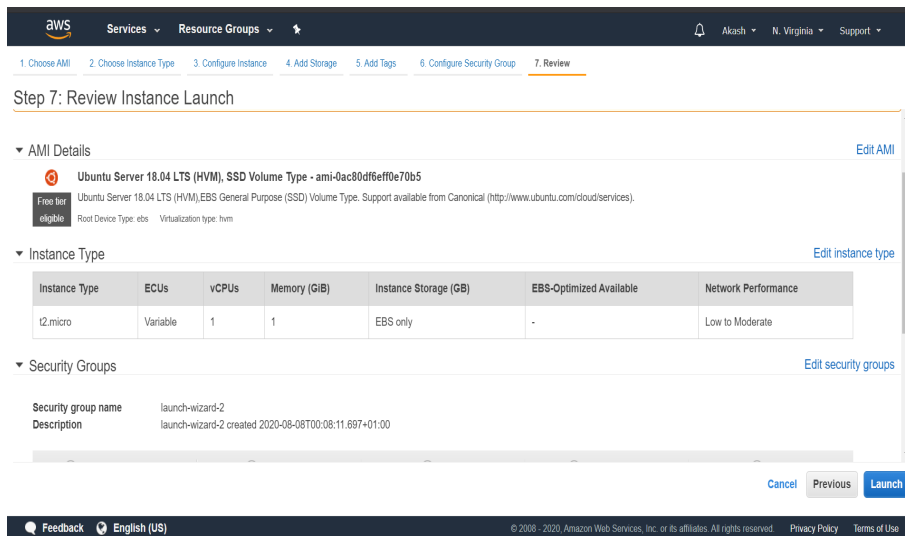 aws Services Resource Groups Akash N. Virginia Support
1. Choose AMI 2. Choose Instance Type 3. Configure Instance 4. Add Storage 5. Add Tags 6. Configure Security Group 7. Review
Step 7: Review Instance Launch
AMI Details Edit AMI
Ubuntu Server 18.04 LTS (HVM), SSD Volume Type - ami-0ac80df6eff0e70b5
Free tier eligible
Ubuntu Server 18.04 LTS (HVM),EBS General Purpose (SSD) Volume Type. Support available from Canonical (http://www.ubuntu.com/cloud/services).
Root Device Type: ebs Virtualization type: hvm
Instance Type Edit instance type
Instance Type ECUs vCPUs Memory (GiB) Instance Storage (GB) EBS-Optimized Available Network Performance
t2.micro Variable 1 1 EBS only - Low to Moderate
Security Groups Edit security groups
Security group name launch-wizard-2
Description launch-wizard-2 created 2020-08-08T00:08:11.697+01:00
Cancel Previous Launch
Feedback English (US) © 2008 - 2020, Amazon Web Services, Inc. or its affiliates. All rights reserved. Privacy Policy Terms of Use